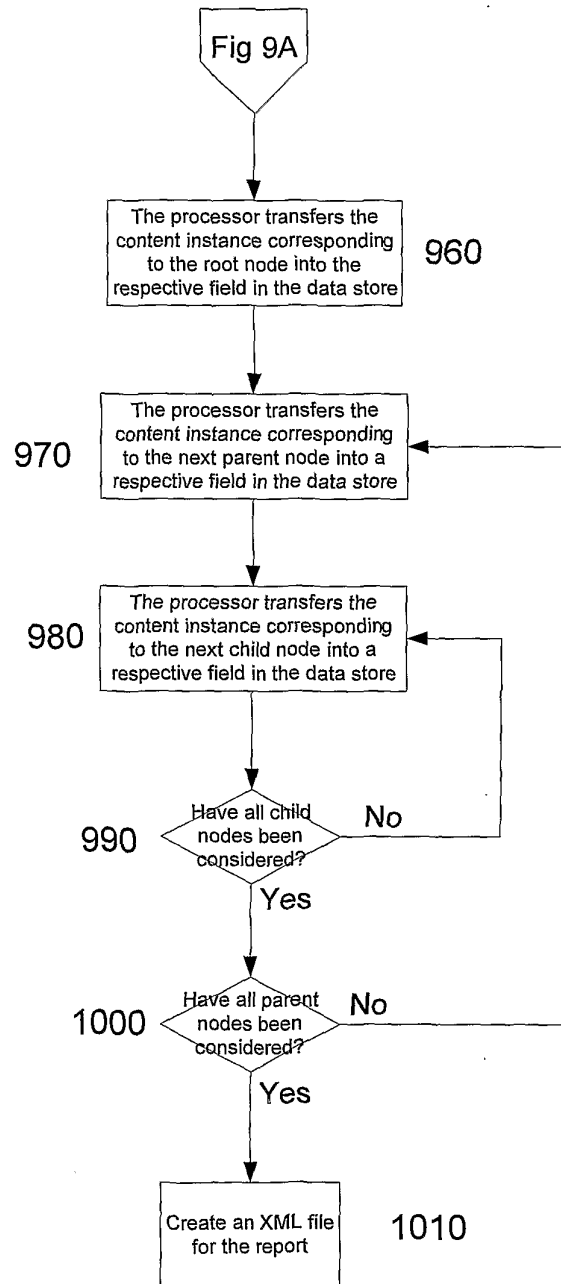 Fig 9A
The processor transfers the
content instance corresponding
to the root node into the
respective field in the data store
960
The processor transfers the
content instance corresponding
to the next parent node into a
respective field in the data store
970
The processor transfers the
content instance corresponding
to the next child node into a
respective field in the data store
980
Have all child
nodes been
considered?
990
No
Yes
Have all parent
nodes been
considered?
1000
No
Yes
Create an XML file
for the report
1010